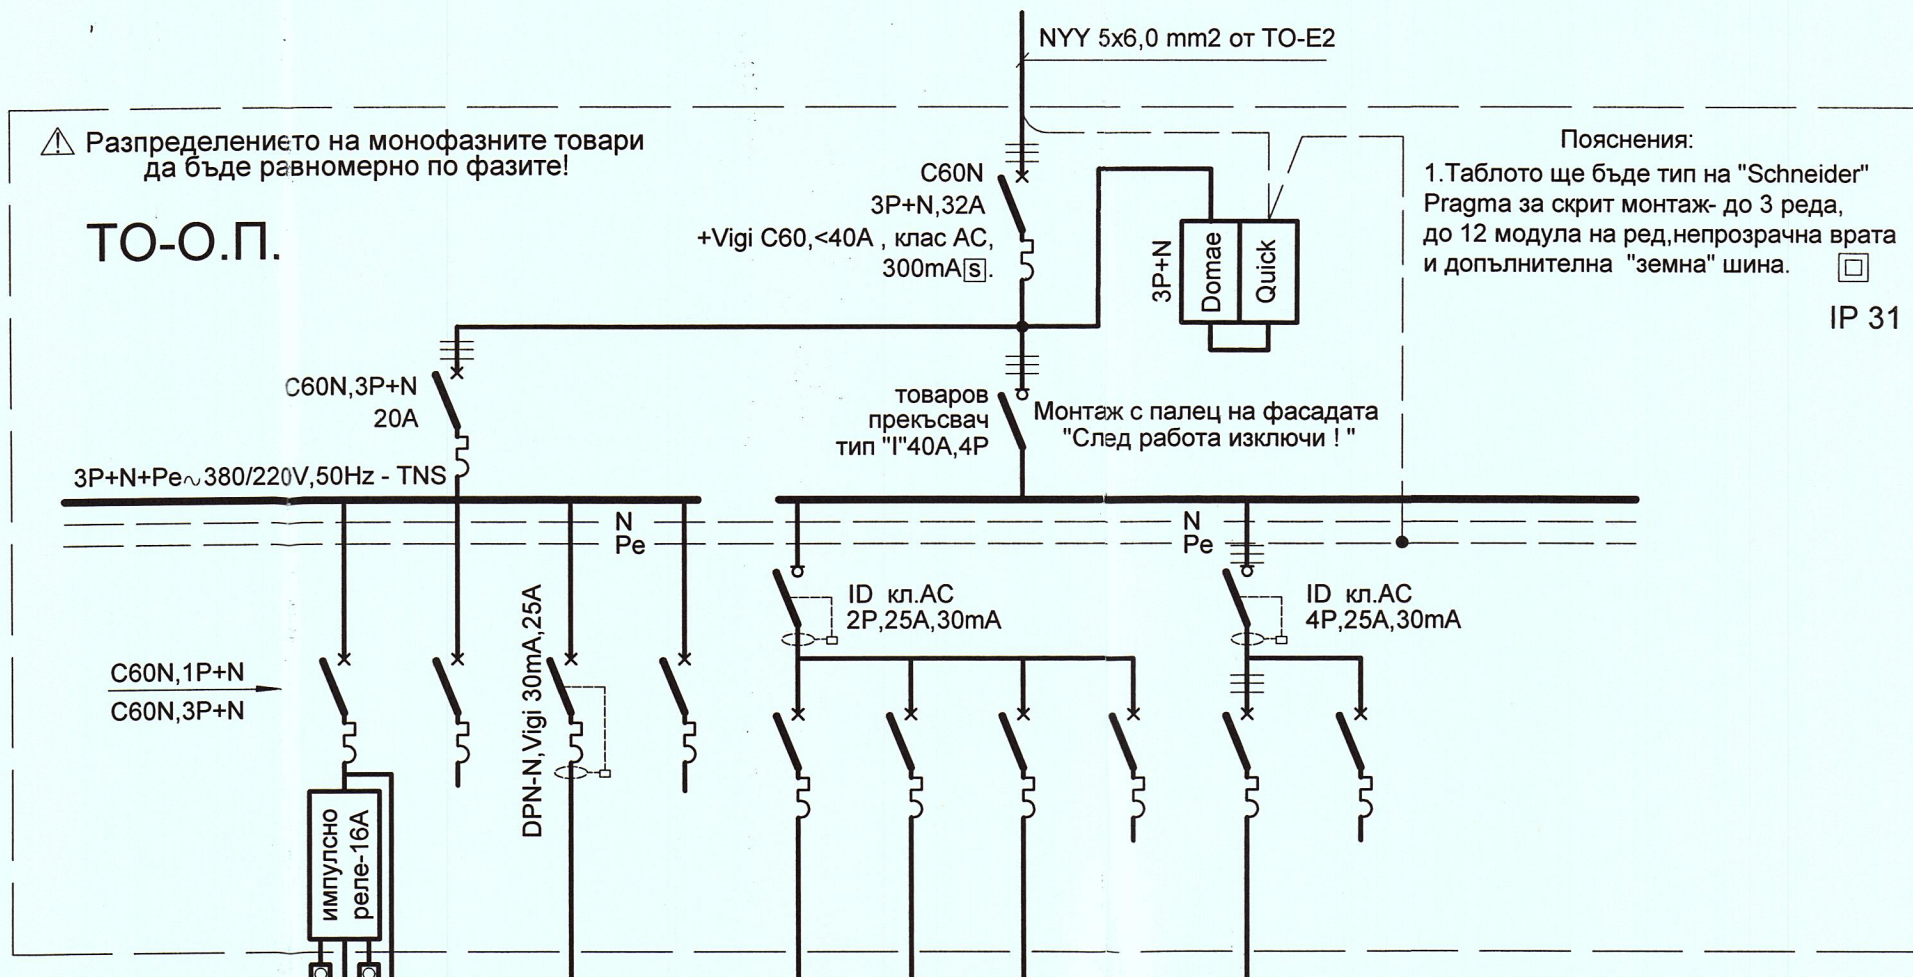 NYY 5x6,0 mm2 от ТО-Е2
⚠ Разпределението на монофазните товари
да бъде равномерно по фазите!
ТО-О.П.
C60N
3P+N,32A
+Vigi C60,<40A , клас AC,
300mA S .
3P+N
Domae
Quick
Пояснения:
1.Таблото ще бъде тип на "Schneider"
Pragma за скрит монтаж- до 3 реда,
до 12 модула на ред,непрозрачна врата
и допълнителна "земна" шина.
IP 31
C60N,3P+N
20A
товаров
прекъсвач
тип "I"40A,4P
Монтаж с палец на фасадата
"След работа изключи ! "
3P+N+Pe~380/220V,50Hz - TNS
N
Pe
N
Pe
ID кл.AC
2P,25A,30mA
ID кл.AC
4P,25A,30mA
C60N,1P+N
C60N,3P+N
DPN-N,Vigi 30mA,25A
импулсно
реле-16A